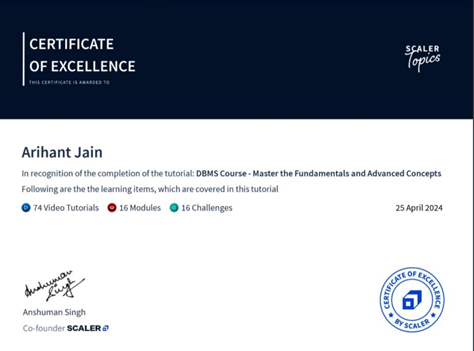 CERTIFICATE
OF EXCELLENCE
THIS CERTIFICATE IS AWARDED TO
SCALER
Topics
Arihant Jain
In recognition of the completion of the tutorial: DBMS Course - Master the Fundamentals and Advanced Concepts
Following are the the learning items, which are covered in this tutorial
74 Video Tutorials 16 Modules 16 Challenges 25 April 2024
Anshuman
Singh
Anshuman Singh
Co-founder SCALER
CERTIFICATE OF EXCELLENCE
BY SCALER